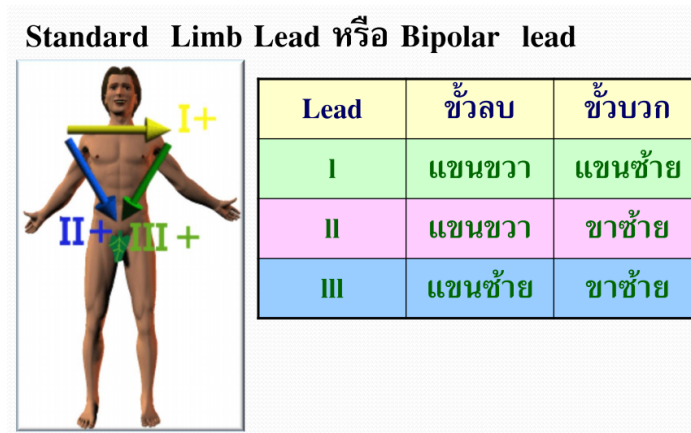 Standard Limb Lead หรือ Bipolar lead
I+
II+
III+
Lead ขั้วลบ ขั้วบวก
l แขนขวา แขนซ้าย
ll แขนขวา ขาซ้าย
lll แขนซ้าย ขาซ้าย